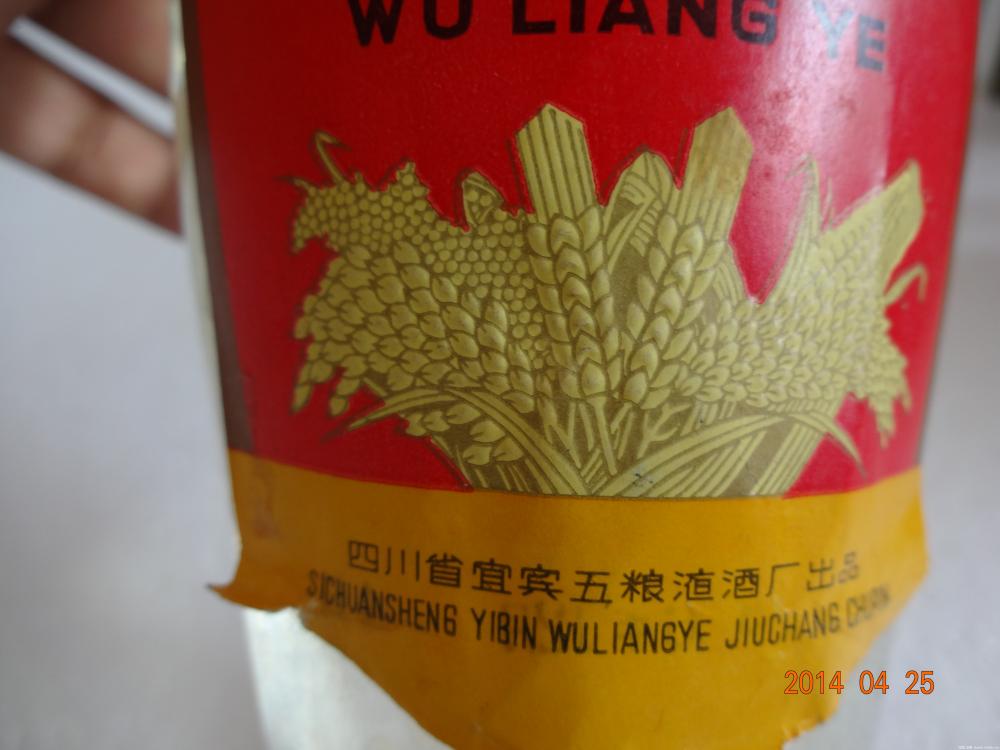 WU LIANG YE
四川省宜宾五粮渣酒厂出品
SICHUANSHENG YIBIN WULIANGYE JIUCHANG CHUPIN
2014 04 25